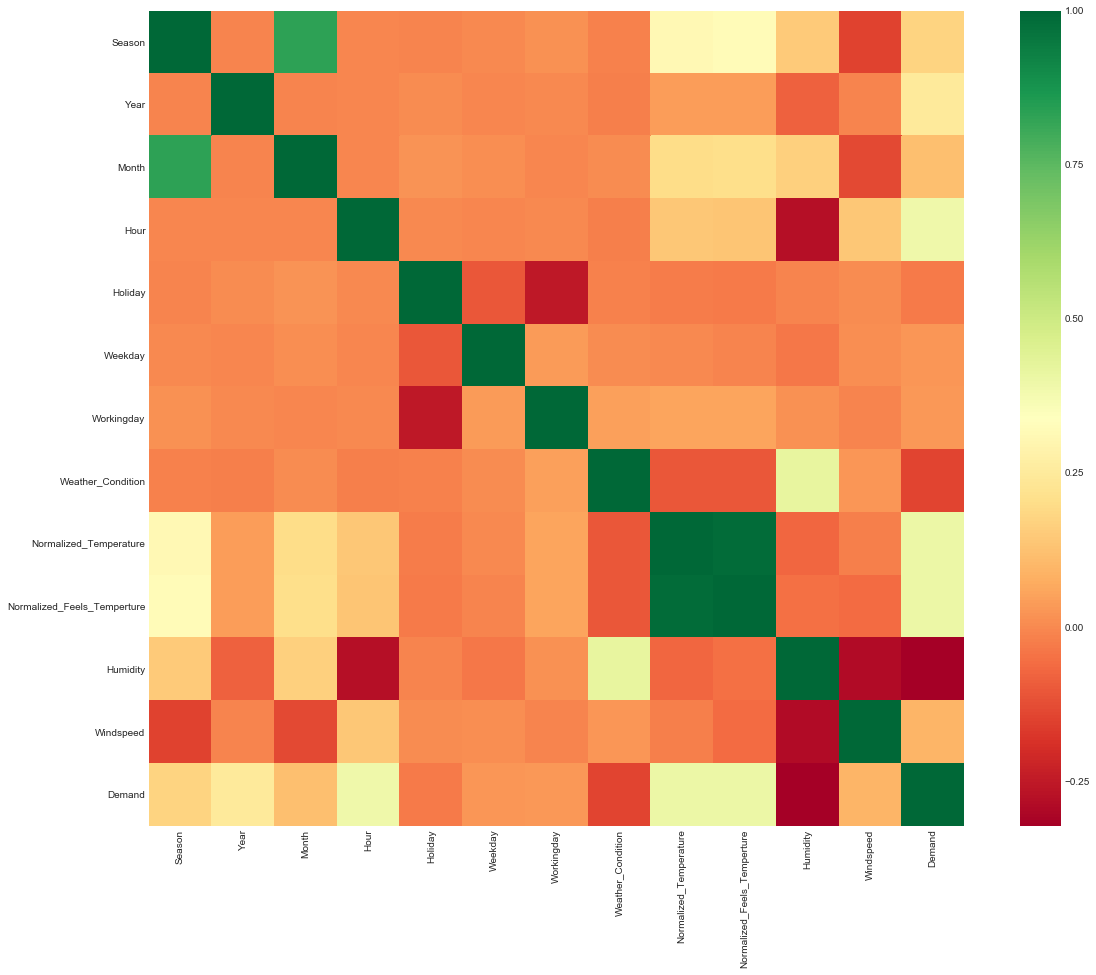 Season
Year
Month
Hour
Holiday
Weekday
Workingday
Weather_Condition
Normalized_Temperature
Normalized_Feels_Temperture
Humidity
Windspeed
Demand
Season
Year
Month
Hour
Holiday
Weekday
Workingday
Weather_Condition
Normalized_Temperature
Normalized_Feels_Temperture
Humidity
Windspeed
Demand
1.00
0.75
0.50
0.25
0.00
−0.25